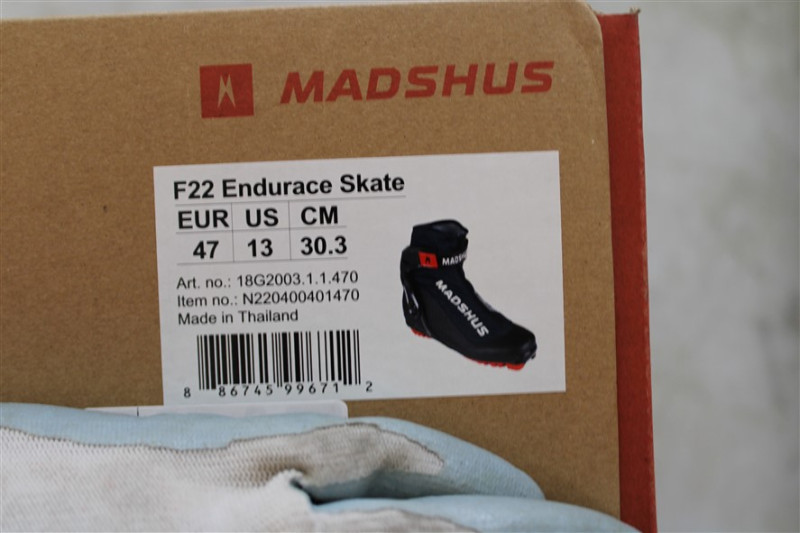 MADSHUS
F22 Endurace Skate
EUR US CM
47 13 30.3
Art. no.: 18G2003.1.1.470
Item no.: N220400401470
Made in Thailand
8 86745 99671 2
MADSHUS